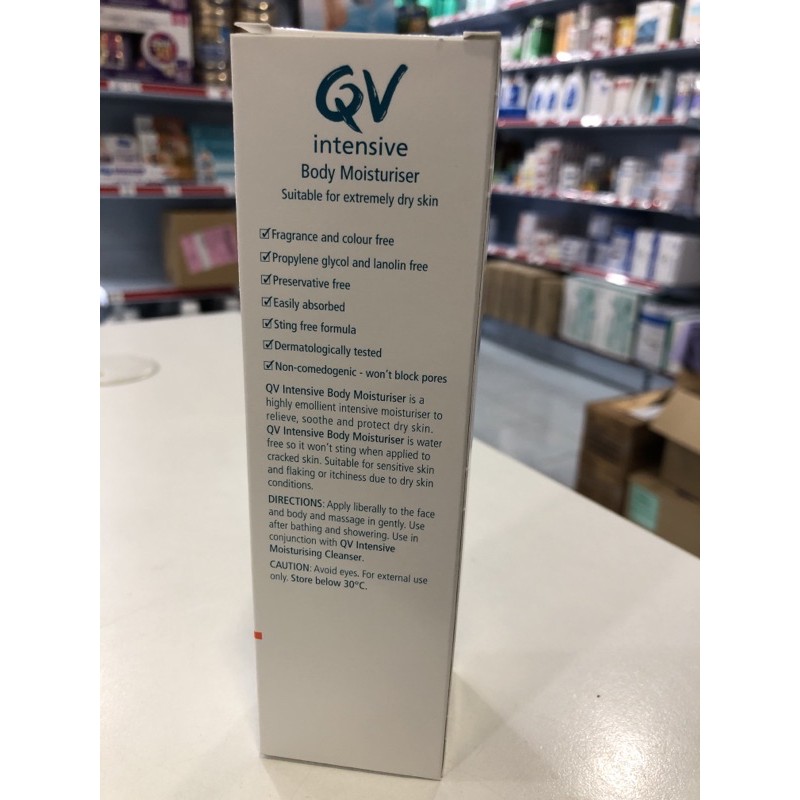 QV
intensive
Body Moisturiser
Suitable for extremely dry skin
☑Fragrance and colour free
☑Propylene glycol and lanolin free
☑Preservative free
☑Easily absorbed
☑Sting free formula
☑Dermatologically tested
☑Non-comedogenic - won't block pores
QV Intensive Body Moisturiser is a
highly emollient intensive moisturiser to
relieve, soothe and protect dry skin.
QV Intensive Body Moisturiser is water
free so it won't sting when applied to
cracked skin. Suitable for sensitive skin
and flaking or itchiness due to dry skin
conditions.
DIRECTIONS: Apply liberally to the face
and body and massage in gently. Use
after bathing and showering. Use in
conjunction with QV Intensive
Moisturising Cleanser.
CAUTION: Avoid eyes. For external use
only. Store below 30°C.